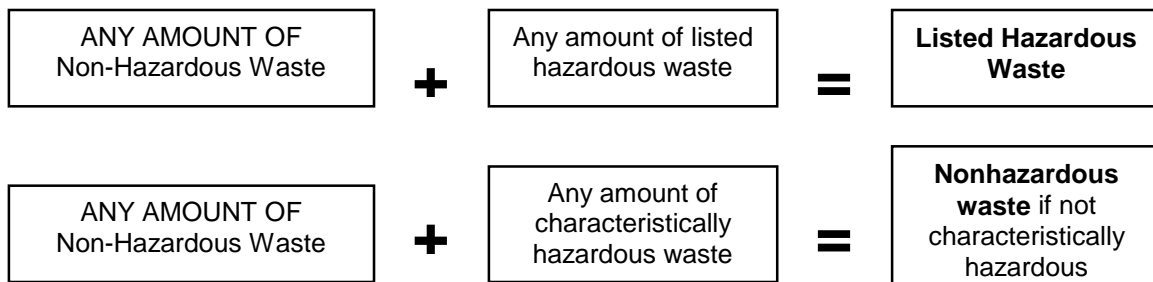 ANY AMOUNT OF
Non-Hazardous Waste
+
Any amount of listed
hazardous waste
=
Listed Hazardous
Waste
ANY AMOUNT OF
Non-Hazardous Waste
+
Any amount of
characteristically
hazardous waste
=
Nonhazardous
waste if not
characteristically
hazardous